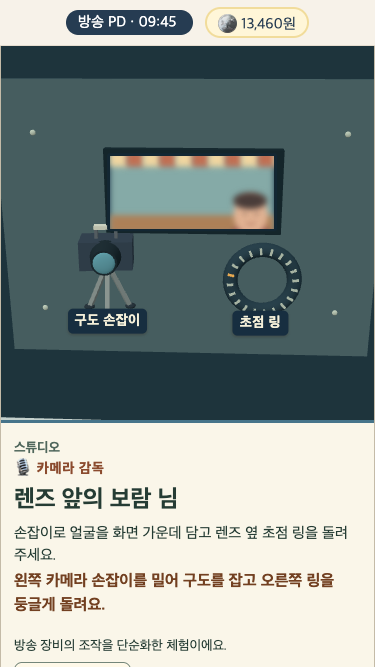 방송 PD · 09:45
13,460원
구도 손잡이
초점 링
스튜디오
카메라 감독
렌즈 앞의 보람 님
손잡이로 얼굴을 화면 가운데 담고 렌즈 옆 초점 링을 돌려
주세요.
왼쪽 카메라 손잡이를 밀어 구도를 잡고 오른쪽 링을
둥글게 돌려요.
방송 장비의 조작을 단순화한 체험이에요.